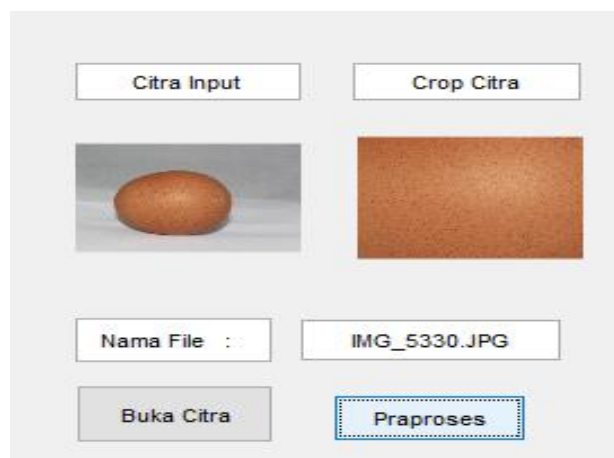 Citra Input
Crop Citra
Nama File :
IMG_5330.JPG
Buka Citra
Praproses